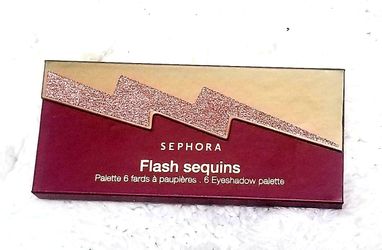 SEPHORA
Flash sequins
Palette 6 fards à paupières . 6 Eyeshadow palette